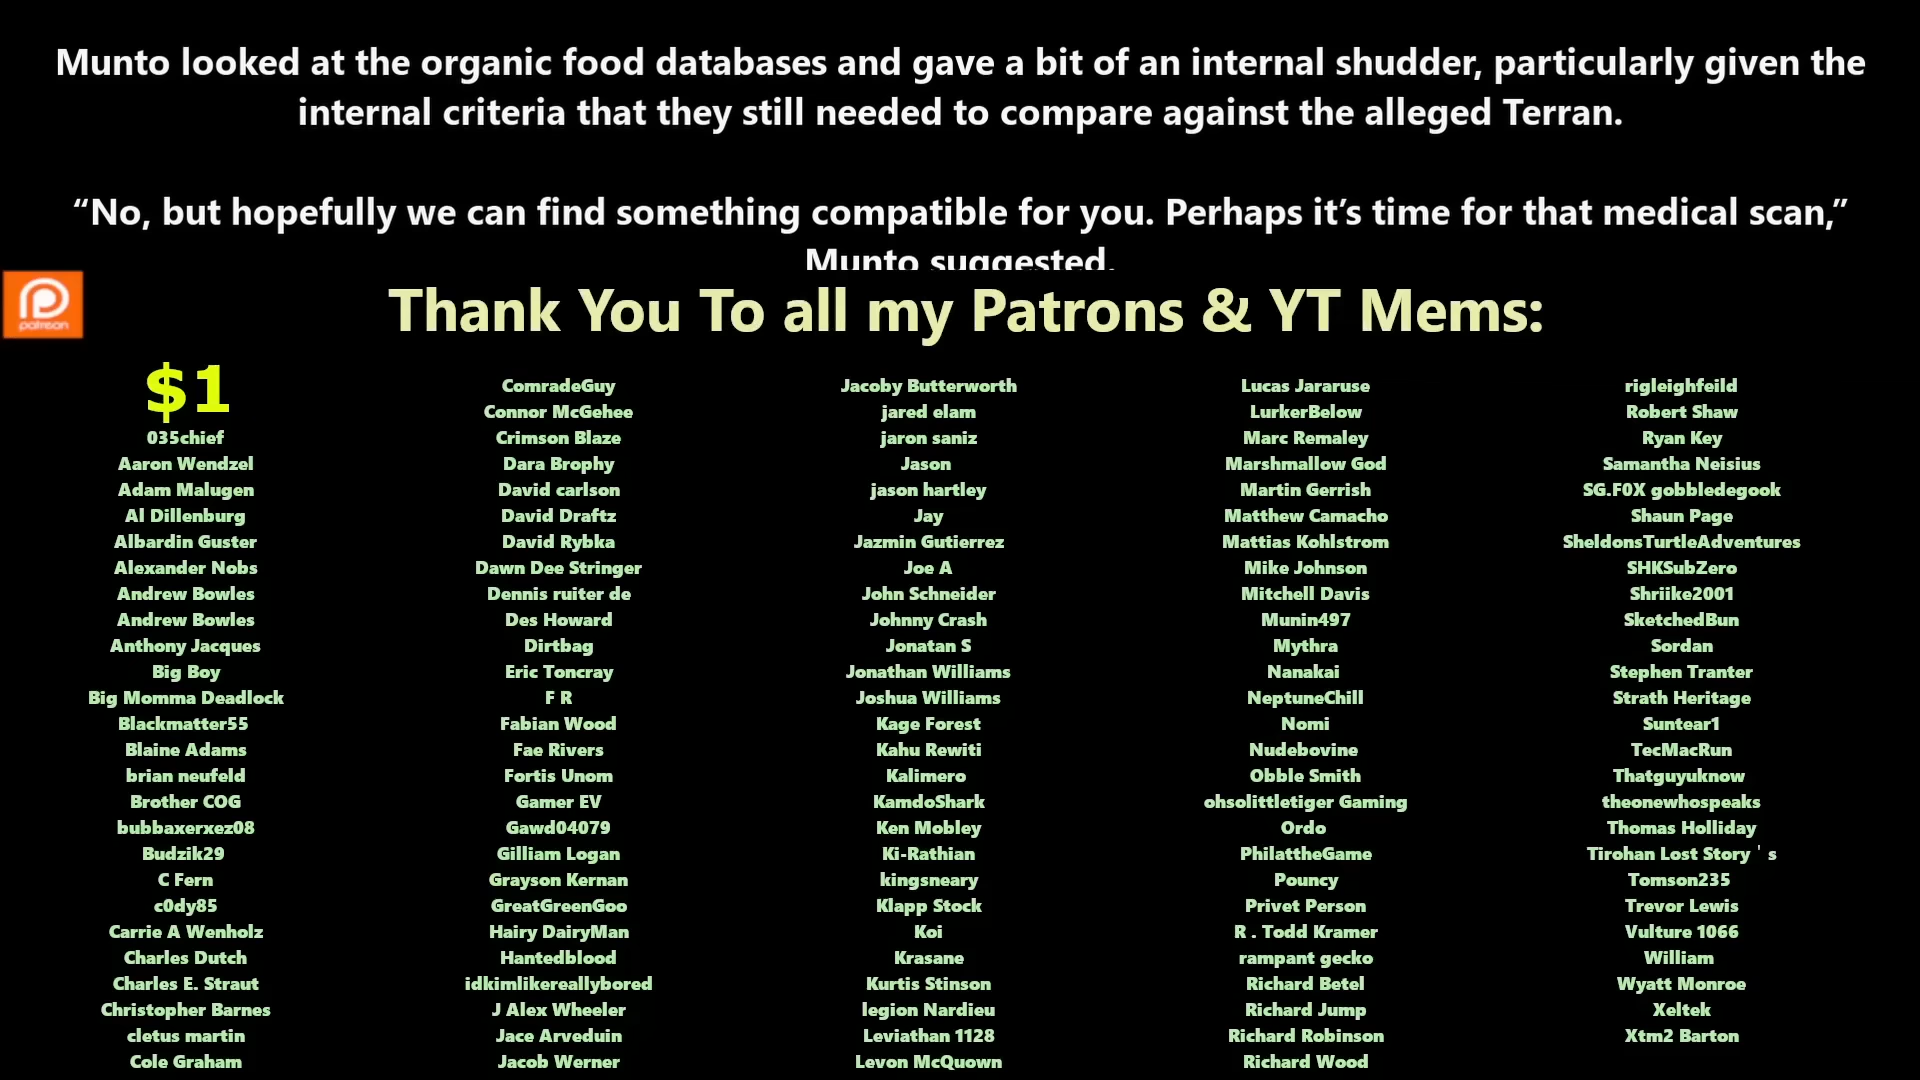 Munto looked at the organic food databases and gave a bit of an internal shudder, particularly given the
internal criteria that they still needed to compare against the alleged Terran.
“No, but hopefully we can find something compatible for you. Perhaps it’s time for that medical scan,”
Munto suggested.
patreon
Thank You To all my Patrons & YT Mems:
$1
035chief
Aaron Wendzel
Adam Malugen
Al Dillenburg
Albardin Guster
Alexander Nobs
Andrew Bowles
Andrew Bowles
Anthony Jacques
Big Boy
Big Momma Deadlock
Blackmatter55
Blaine Adams
brian neufeld
Brother COG
bubbaxerxez08
Budzik29
C Fern
c0dy85
Carrie A Wenholz
Charles Dutch
Charles E. Straut
Christopher Barnes
cletus martin
Cole Graham
ComradeGuy
Connor McGehee
Crimson Blaze
Dara Brophy
David carlson
David Draftz
David Rybka
Dawn Dee Stringer
Dennis ruiter de
Des Howard
Dirtbag
Eric Toncray
F R
Fabian Wood
Fae Rivers
Fortis Unom
Gamer EV
Gawd04079
Gilliam Logan
Grayson Kernan
GreatGreenGoo
Hairy DairyMan
Hantedblood
idkimlikereallybored
J Alex Wheeler
Jace Arveduin
Jacob Werner
Jacoby Butterworth
jared elam
jaron saniz
Jason
jason hartley
Jay
Jazmin Gutierrez
Joe A
John Schneider
Johnny Crash
Jonatan S
Jonathan Williams
Joshua Williams
Kage Forest
Kahu Rewiti
Kalimero
KamdoShark
Ken Mobley
Ki-Rathian
kingsneary
Klapp Stock
Koi
Krasane
Kurtis Stinson
legion Nardieu
Leviathan 1128
Levon McQuown
Lucas Jararuse
LurkerBelow
Marc Remaley
Marshmallow God
Martin Gerrish
Matthew Camacho
Mattias Kohlstrom
Mike Johnson
Mitchell Davis
Munin497
Mythra
Nanakai
NeptuneChill
Nomi
Nudebovine
Obble Smith
ohsolittletiger Gaming
Ordo
PhilattheGame
Pouncy
Privet Person
R . Todd Kramer
rampant gecko
Richard Betel
Richard Jump
Richard Robinson
Richard Wood
rigleighfeild
Robert Shaw
Ryan Key
Samantha Neisius
SG.F0X gobbledegook
Shaun Page
SheldonsTurtleAdventures
SHKSubZero
Shriike2001
SketchedBun
Sordan
Stephen Tranter
Strath Heritage
Suntear1
TecMacRun
Thatguyuknow
theonewhospeaks
Thomas Holliday
Tirohan Lost Story ' s
Tomson235
Trevor Lewis
Vulture 1066
William
Wyatt Monroe
Xeltek
Xtm2 Barton